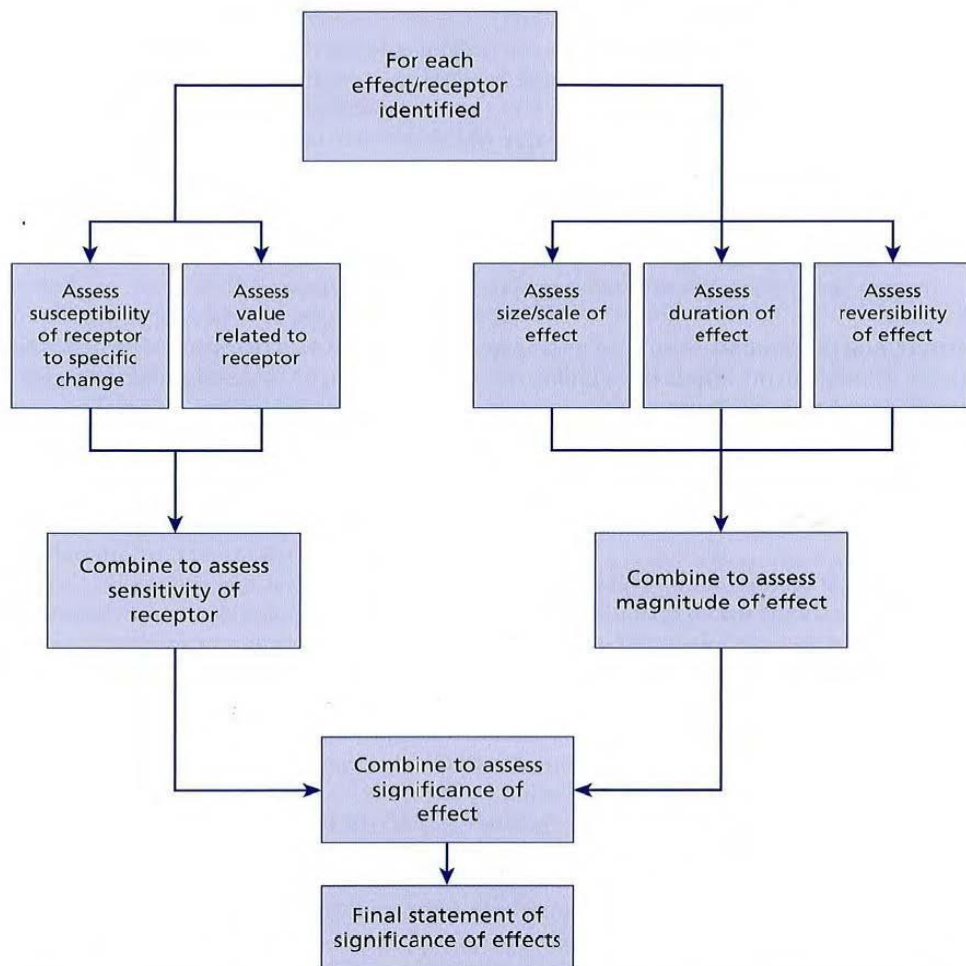 For each
effect/receptor
identified
Assess
susceptibility
of receptor
to specific
change
Assess
value
related to
receptor
Assess
size/scale of
effect
Assess
duration of
effect
Assess
reversibility
of effect
Combine to assess
sensitivity of
receptor
Combine to assess
magnitude of effect
Combine to assess
significance of
effect
Final statement of
significance of effects